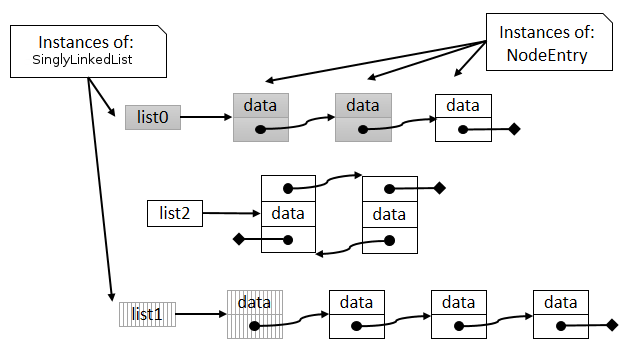 Instances of:
SinglyLinkedList
Instances of:
NodeEntry
list0
data
data
data
list2
data
data
list1
data
data
data
data